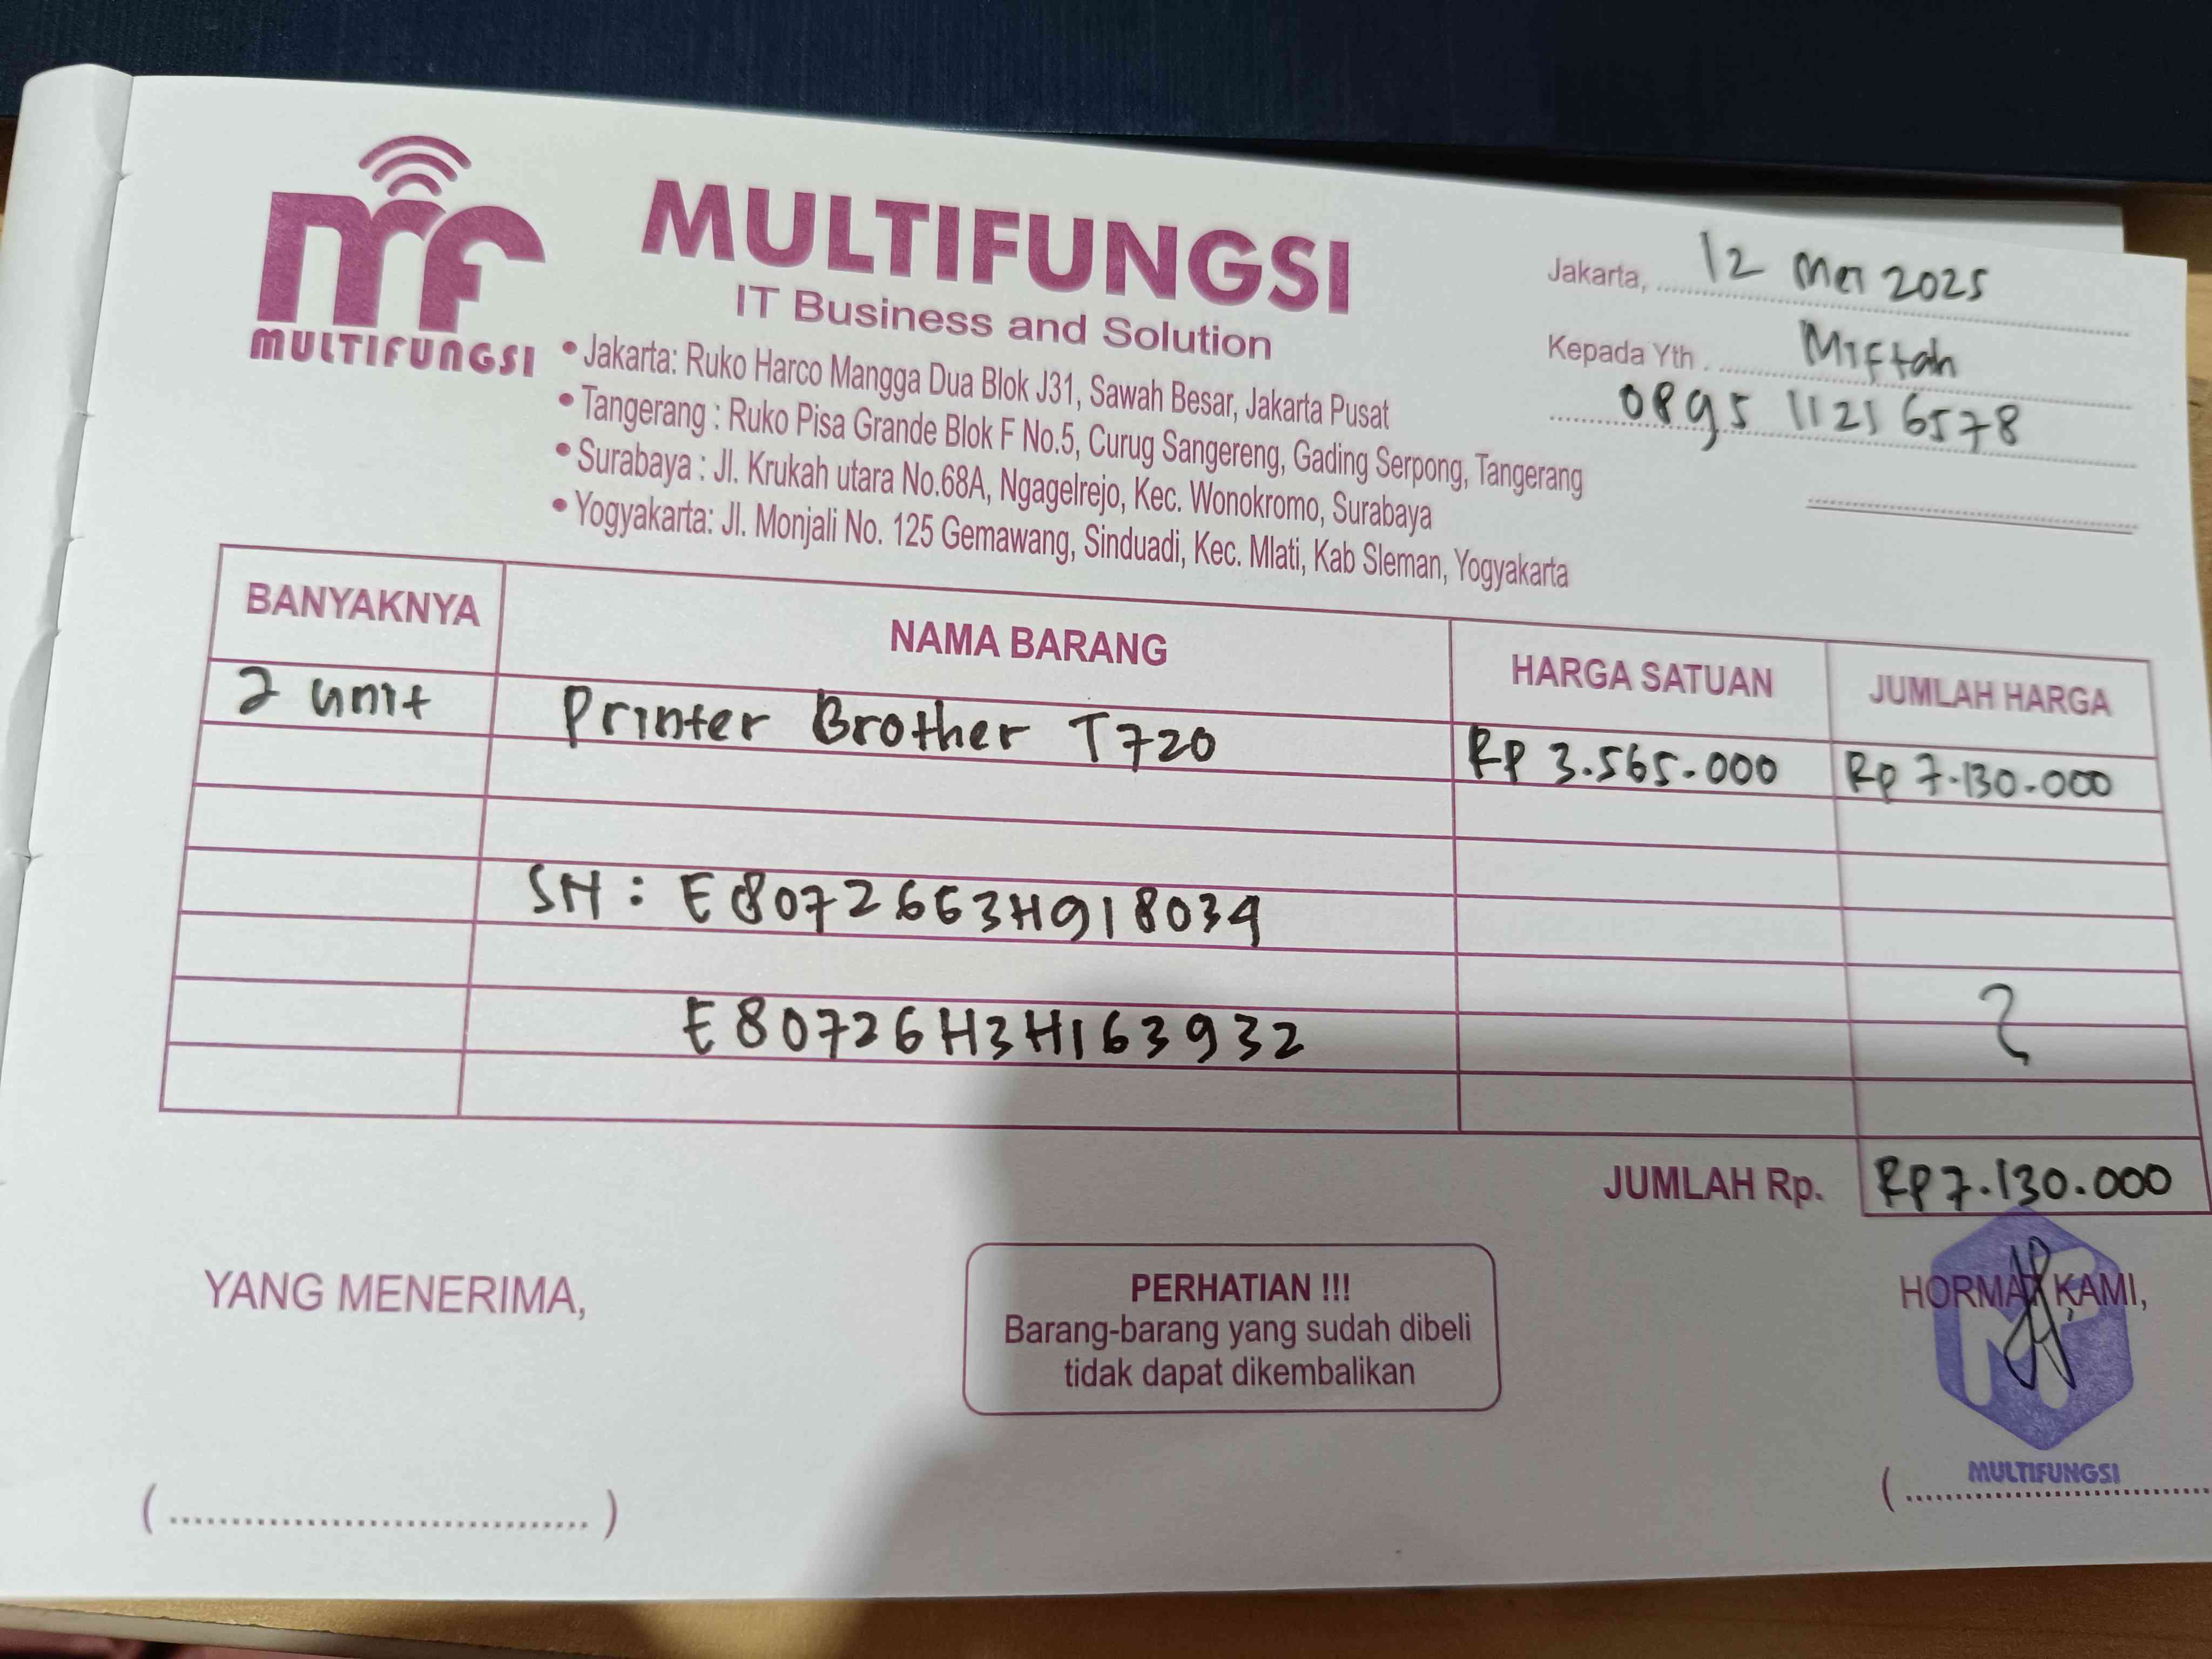 mf
MULTIFUNGSI
MULTIFUNGSI
IT Business and Solution
• Jakarta: Ruko Harco Mangga Dua Blok J31, Sawah Besar, Jakarta Pusat
• Tangerang : Ruko Pisa Grande Blok F No.5, Curug Sangereng, Gading Serpong, Tangerang
• Surabaya : Jl. Krukah utara No.68A, Ngagelrejo, Kec. Wonokromo, Surabaya
• Yogyakarta: Jl. Monjali No. 125 Gemawang, Sinduadi, Kec. Mlati, Kab Sleman, Yogyakarta
Jakarta, 12 Mei 2025
Kepada Yth. Miftah
0895 1121 6578
BANYAKNYA NAMA BARANG HARGA SATUAN JUMLAH HARGA
2 unit Printer Brother T720 Rp 3.565.000 Rp 7.130.000
SN : E80726G3H918034
E80726H3H163932
JUMLAH Rp. Rp 7.130.000
YANG MENERIMA,
PERHATIAN !!!
Barang-barang yang sudah dibeli
tidak dapat dikembalikan
HORMAT KAMI,
MULTIFUNGSI